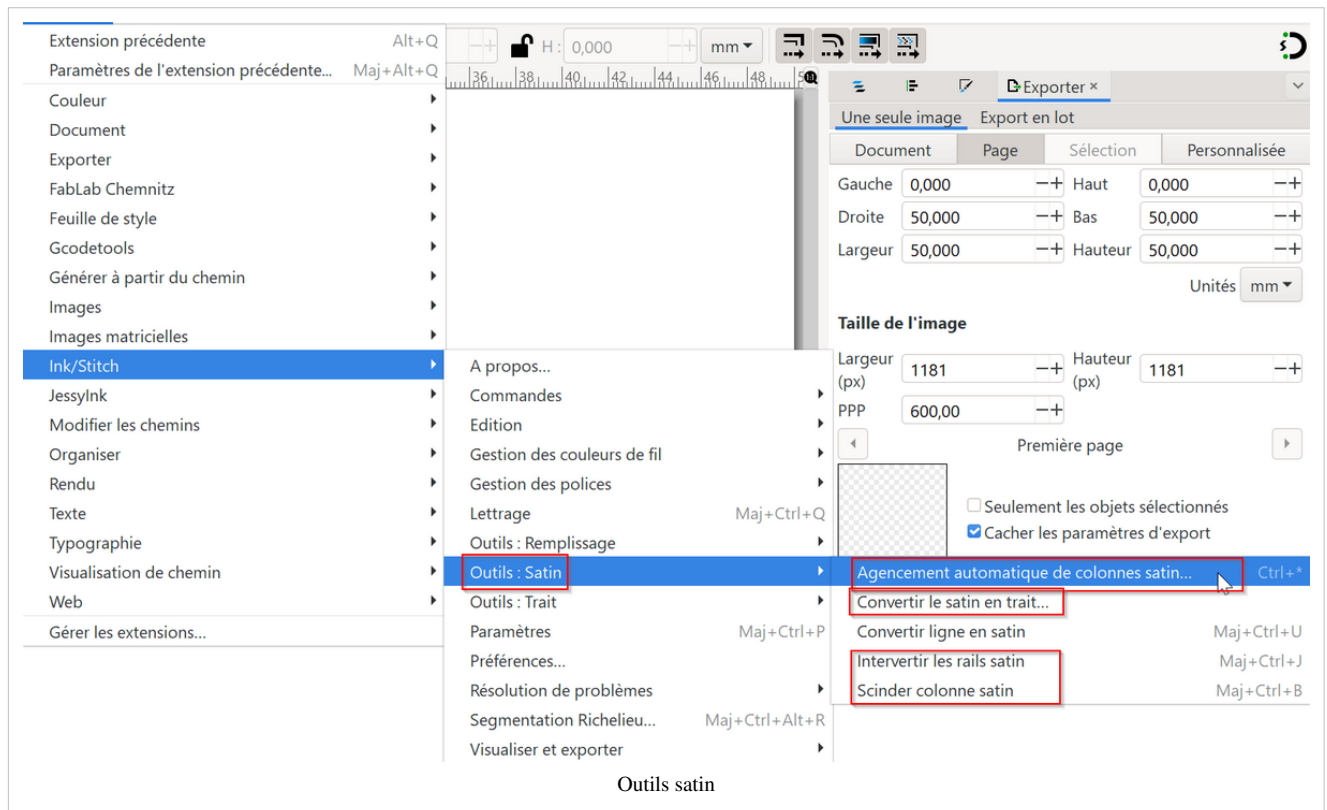 Extension précédente Alt+Q
Paramètres de l'extension précédente... Maj+Alt+Q
Couleur
Document
Exporter
FabLab Chemnitz
Feuille de style
Gcodetools
Générer à partir du chemin
Images
Images matricielles
Ink/Stitch
JessyInk
Modifier les chemins
Organiser
Rendu
Texte
Typographie
Visualisation de chemin
Web
Gérer les extensions...
H : 0,000 mm
36 38 40 42 44 46 48
A propos...
Commandes
Edition
Gestion des couleurs de fil
Gestion des polices
Lettrage Maj+Ctrl+Q
Outils : Remplissage
Outils : Satin
Outils : Trait
Paramètres Maj+Ctrl+P
Préférences...
Résolution de problèmes
Segmentation Richelieu... Maj+Ctrl+Alt+R
Visualiser et exporter
Exporter ×
Une seule image Export en lot
Document Page Sélection Personnalisée
Gauche 0,000 Haut 0,000
Droite 50,000 Bas 50,000
Largeur 50,000 Hauteur 50,000
Unités mm
Taille de l'image
Largeur (px) 1181 Hauteur (px) 1181
PPP 600,00
Première page
Seulement les objets sélectionnés
Cacher les paramètres d'export
Agencement automatique de colonnes satin... Ctrl+*
Convertir le satin en trait...
Convertir ligne en satin Maj+Ctrl+U
Intervertir les rails satin Maj+Ctrl+J
Scinder colonne satin Maj+Ctrl+B
Outils satin